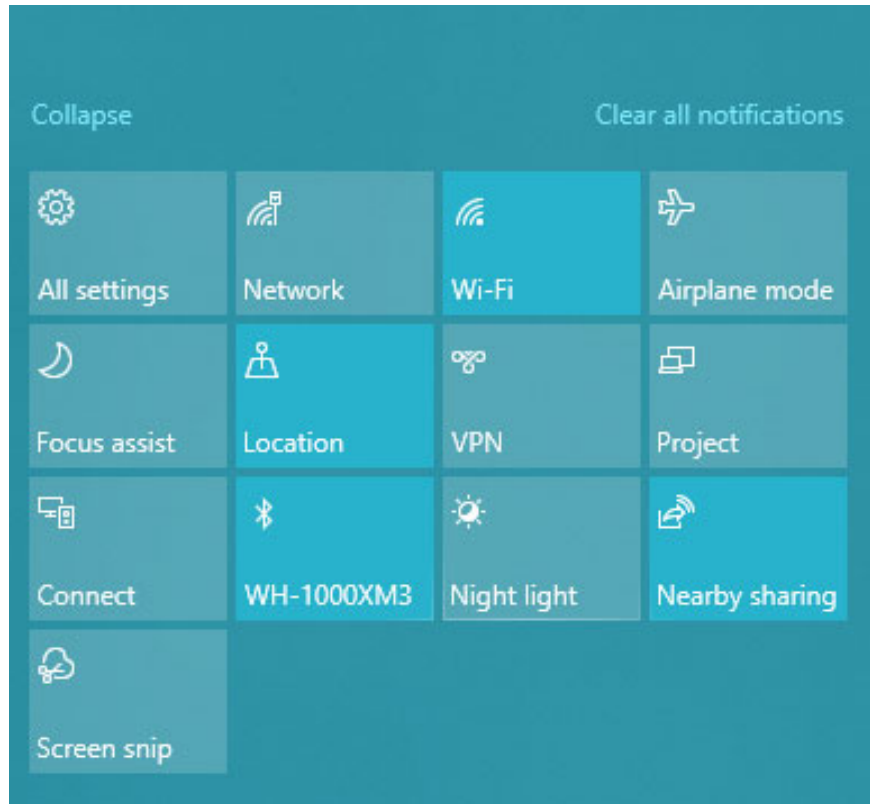 Collapse Clear all notifications
All settings Network Wi-Fi Airplane mode
Focus assist Location VPN Project
Connect WH-1000XM3 Night light Nearby sharing
Screen snip